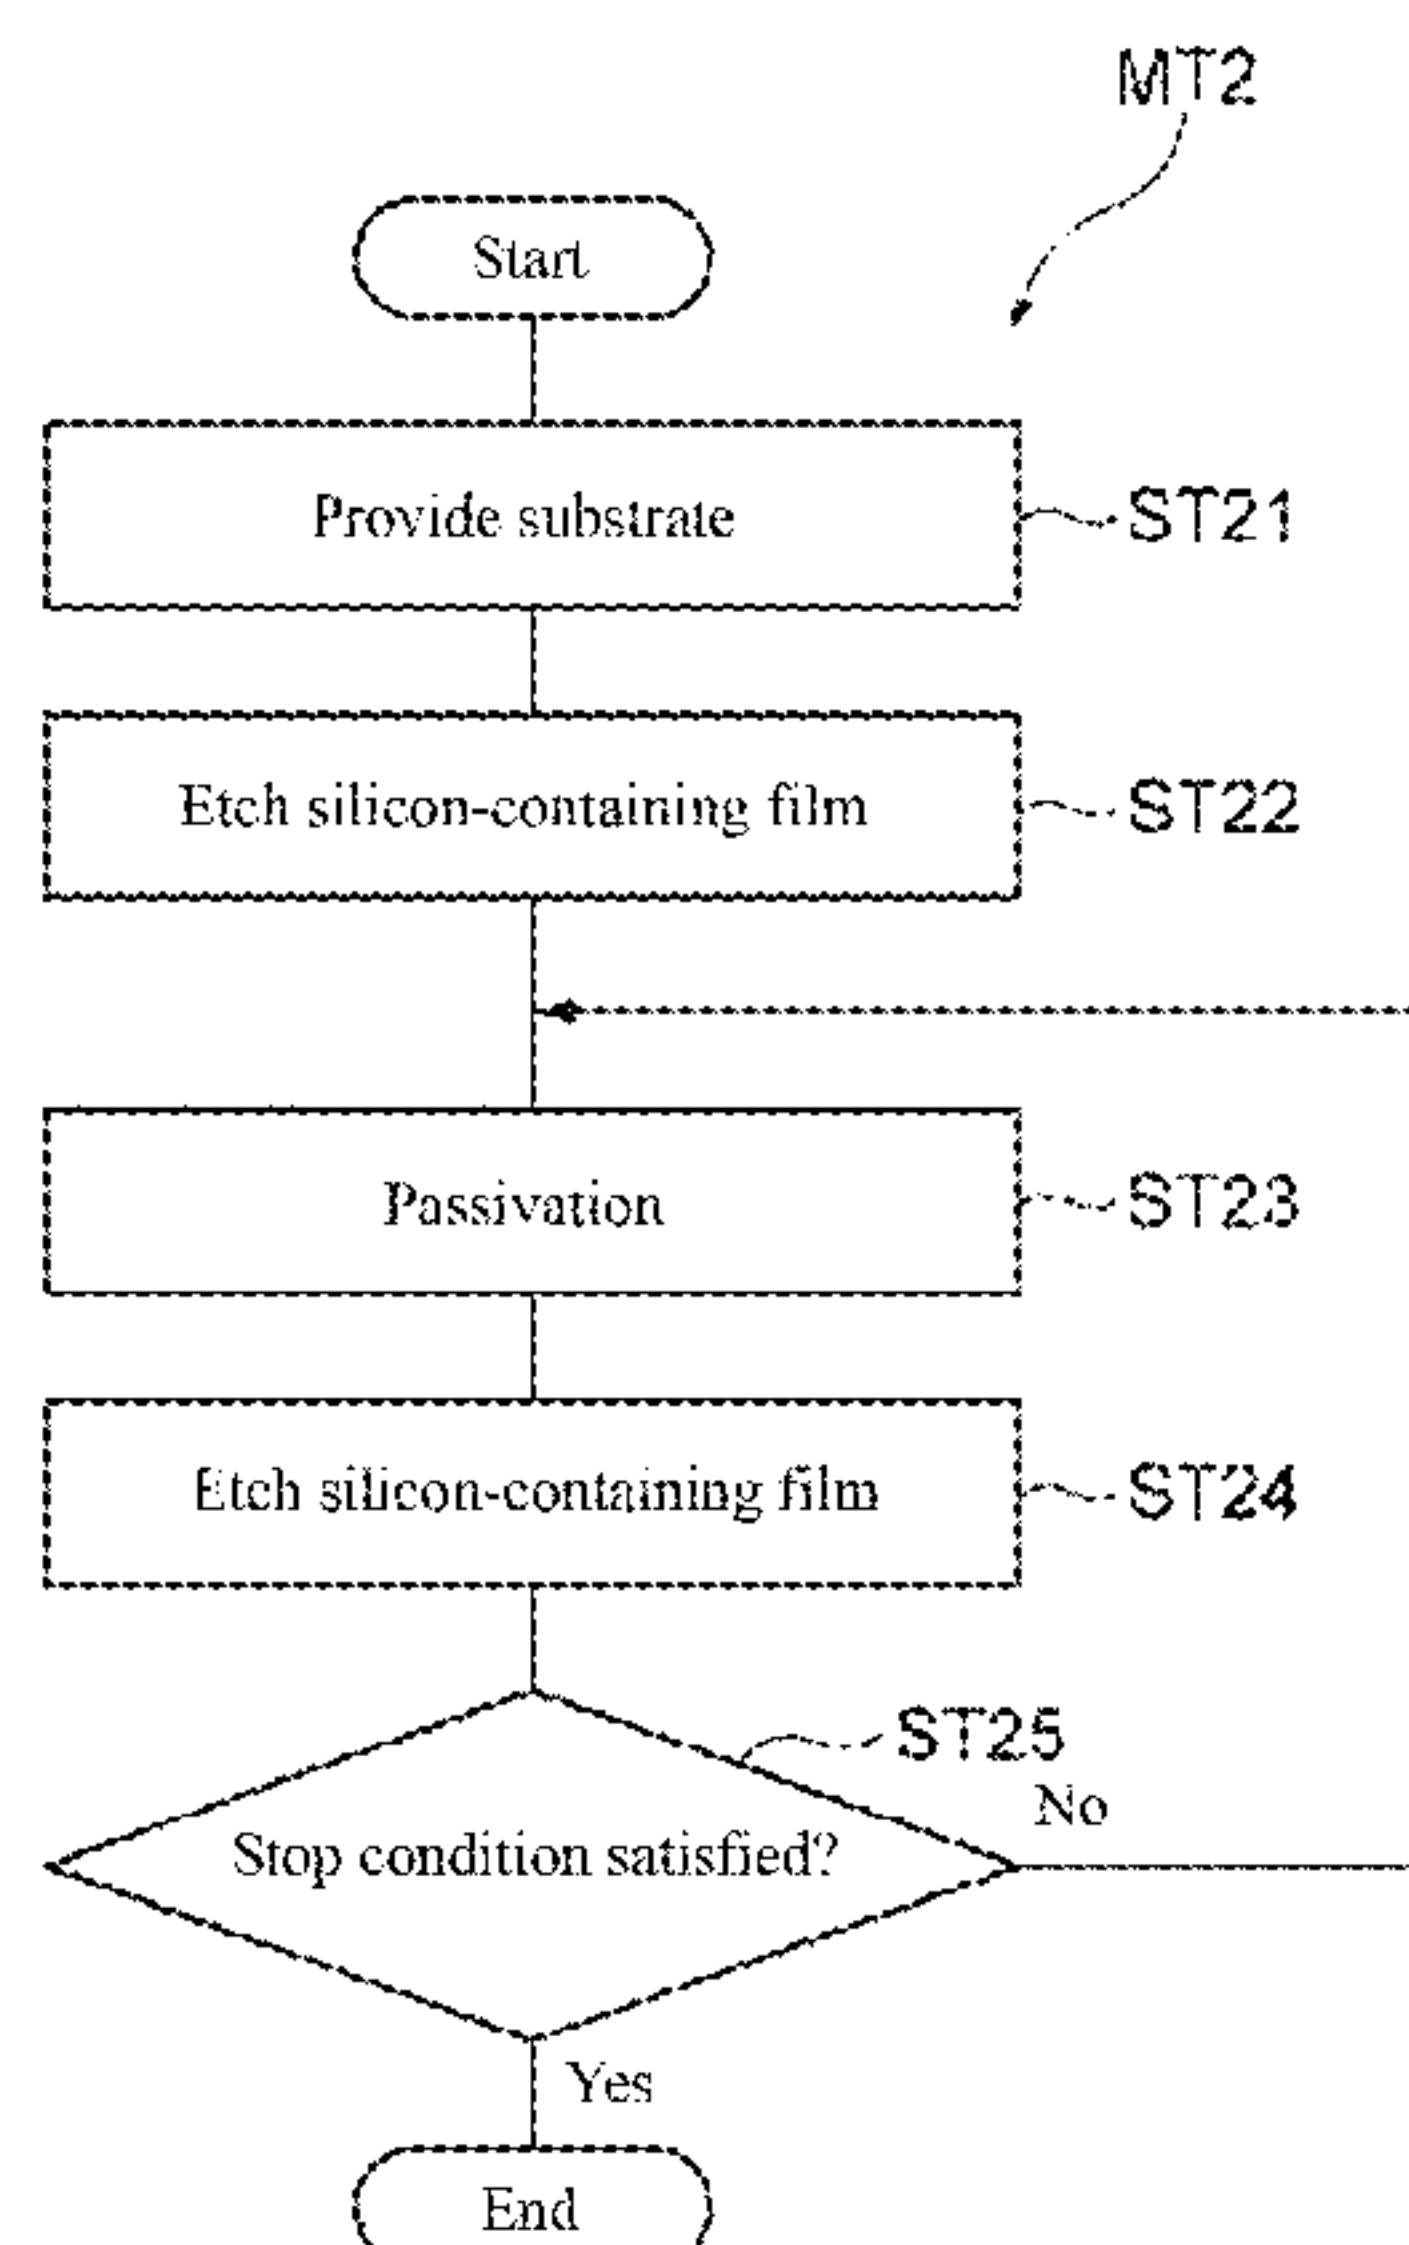 MT2
Start
Provide substrate
ST21
Etch silicon-containing film
ST22
Passivation
ST23
Etch silicon-containing film
ST24
ST25
No
Stop condition satisfied?
Yes
End